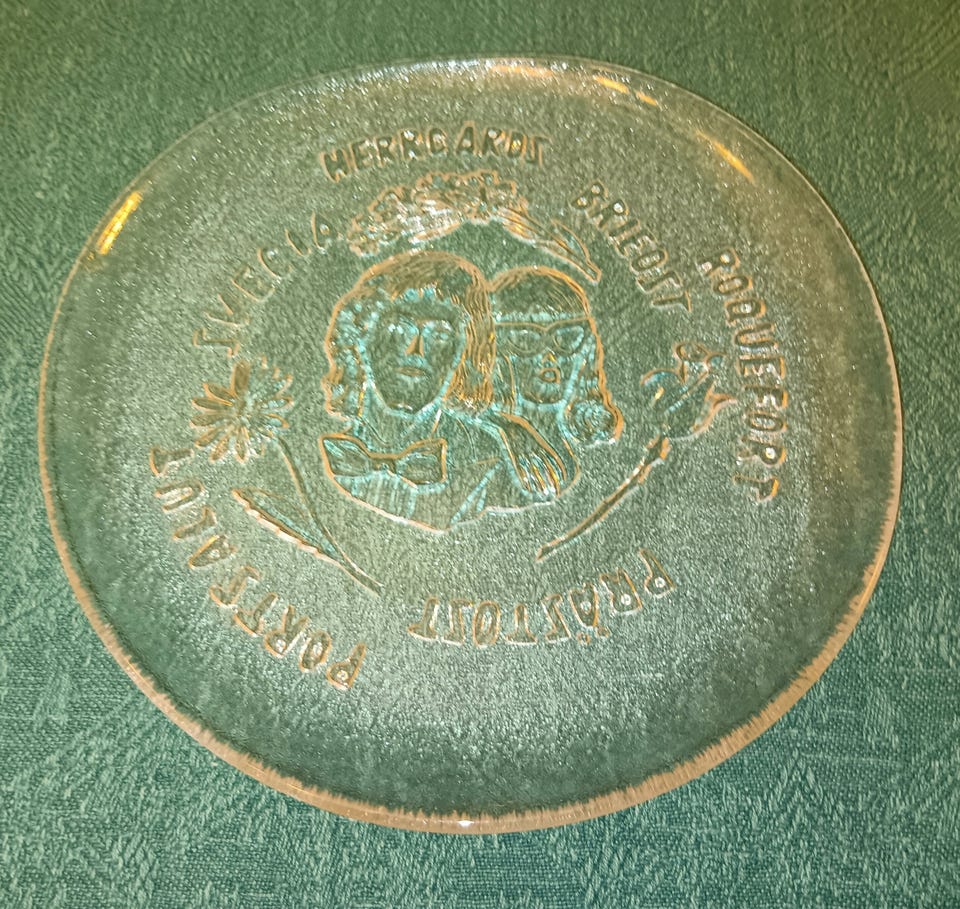 HERRGARDS
BRIEOST
ROQUEFORT
PRÄSTOST
PORTSALUT
SVECIA